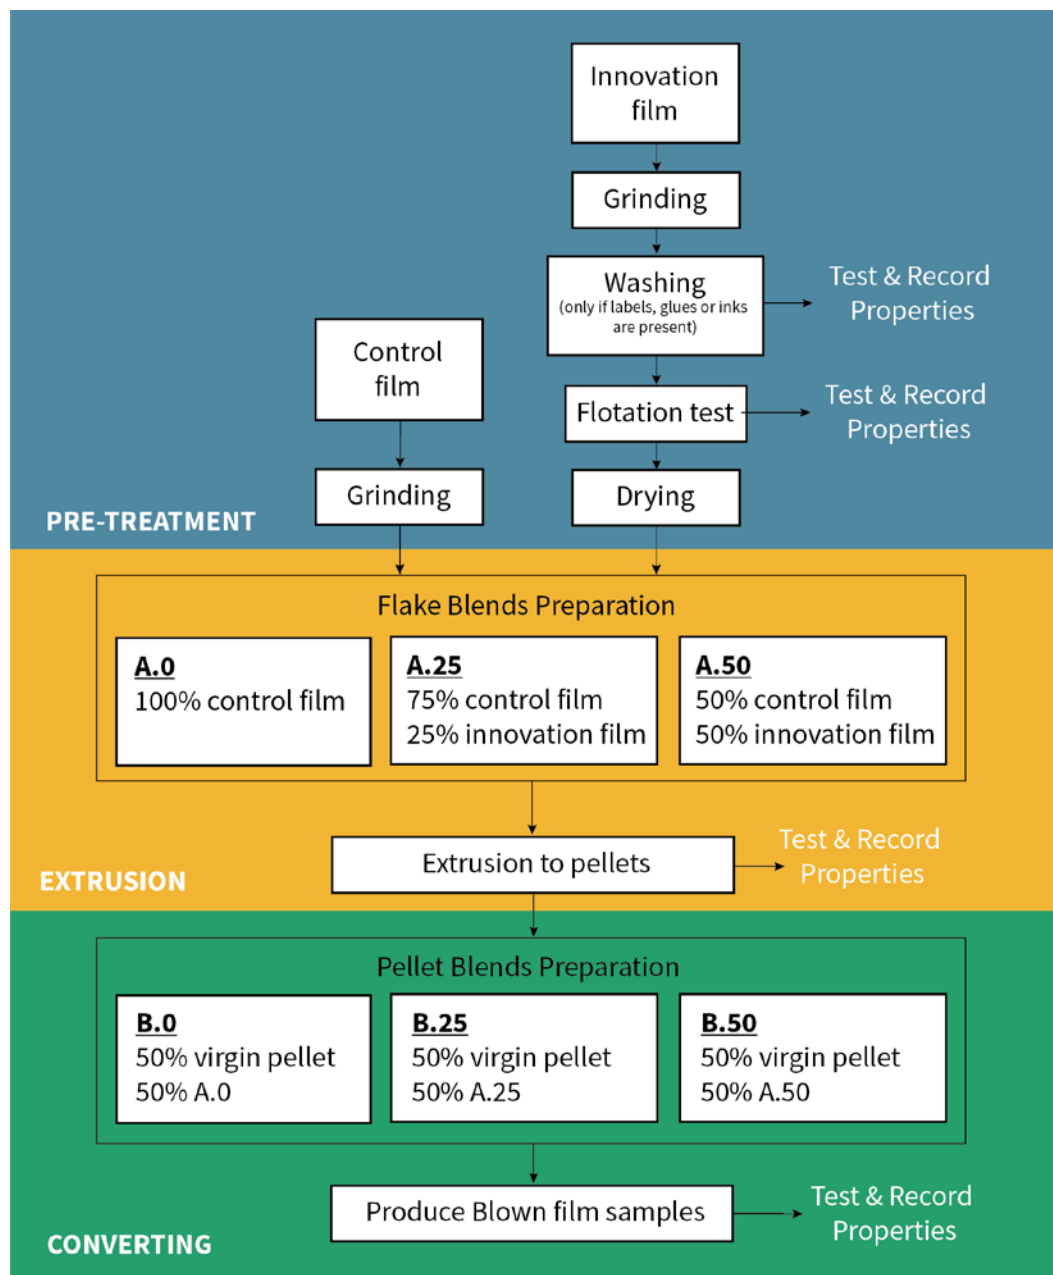 Innovation
film
Grinding
Washing
(only if labels, glues or inks
are present)
Test & Record
Properties
Control
film
Flotation test
Test & Record
Properties
Grinding
Drying
PRE-TREATMENT
Flake Blends Preparation
A.0
100% control film
A.25
75% control film
25% innovation film
A.50
50% control film
50% innovation film
Extrusion to pellets
Test & Record
Properties
EXTRUSION
Pellet Blends Preparation
B.0
50% virgin pellet
50% A.0
B.25
50% virgin pellet
50% A.25
B.50
50% virgin pellet
50% A.50
Produce Blown film samples
Test & Record
Properties
CONVERTING